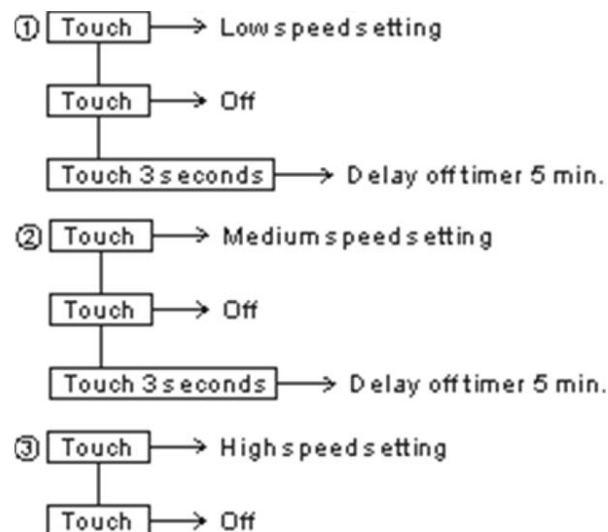 ① Touch → Low speed setting
Touch → Off
Touch 3 seconds → Delay off timer 5 min.
② Touch → Medium speed setting
Touch → Off
Touch 3 seconds → Delay off timer 5 min.
③ Touch → High speed setting
Touch → Off